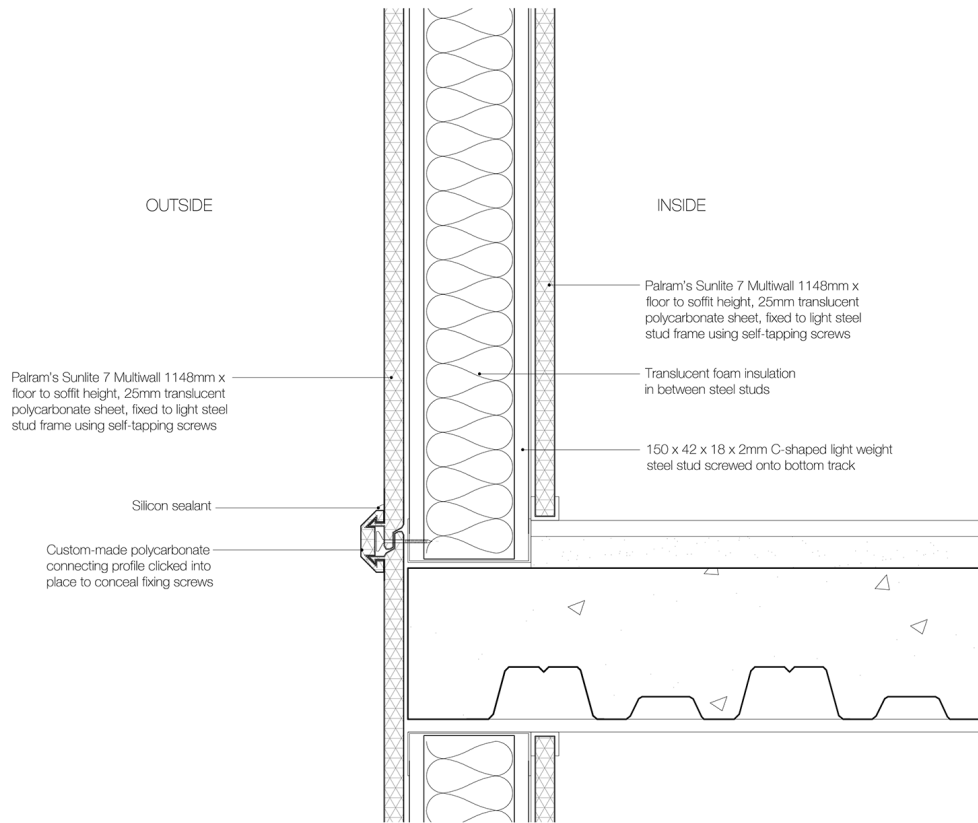 OUTSIDE
INSIDE
Palram's Sunlite 7 Multiwall 1148mm x
floor to soffit height, 25mm translucent
polycarbonate sheet, fixed to light steel
stud frame using self-tapping screws
Translucent foam insulation
in between steel studs
Palram's Sunlite 7 Multiwall 1148mm x
floor to soffit height, 25mm translucent
polycarbonate sheet, fixed to light steel
stud frame using self-tapping screws
150 x 42 x 18 x 2mm C-shaped light weight
steel stud screwed onto bottom track
Silicon sealant
Custom-made polycarbonate
connecting profile clicked into
place to conceal fixing screws